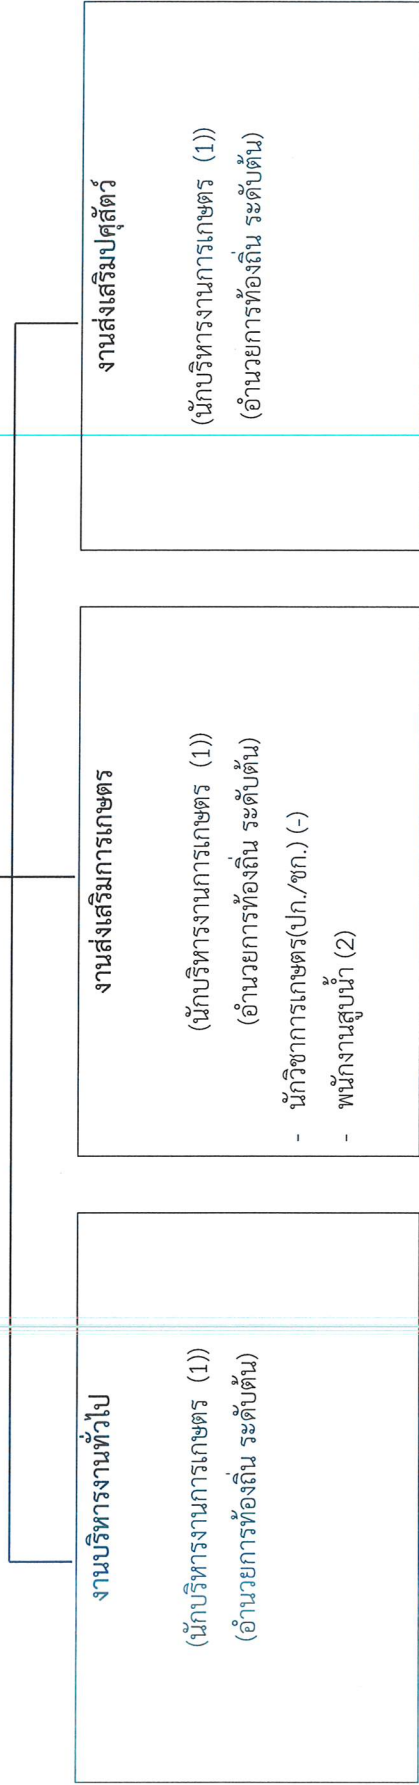 งานบริหารงานทั่วไป
(นักบริหารงานการเกษตร (1))
(อำนวยการท้องถิ่น ระดับต้น)
งานส่งเสริมการเกษตร
(นักบริหารงานการเกษตร (1))
(อำนวยการท้องถิ่น ระดับต้น)
- นักวิชาการเกษตร(ปก./ชก.) (-)
- พนักงานสูบน้ำ (2)
งานส่งเสริมปศุสัตว์
(นักบริหารงานการเกษตร (1))
(อำนวยการท้องถิ่น ระดับต้น)